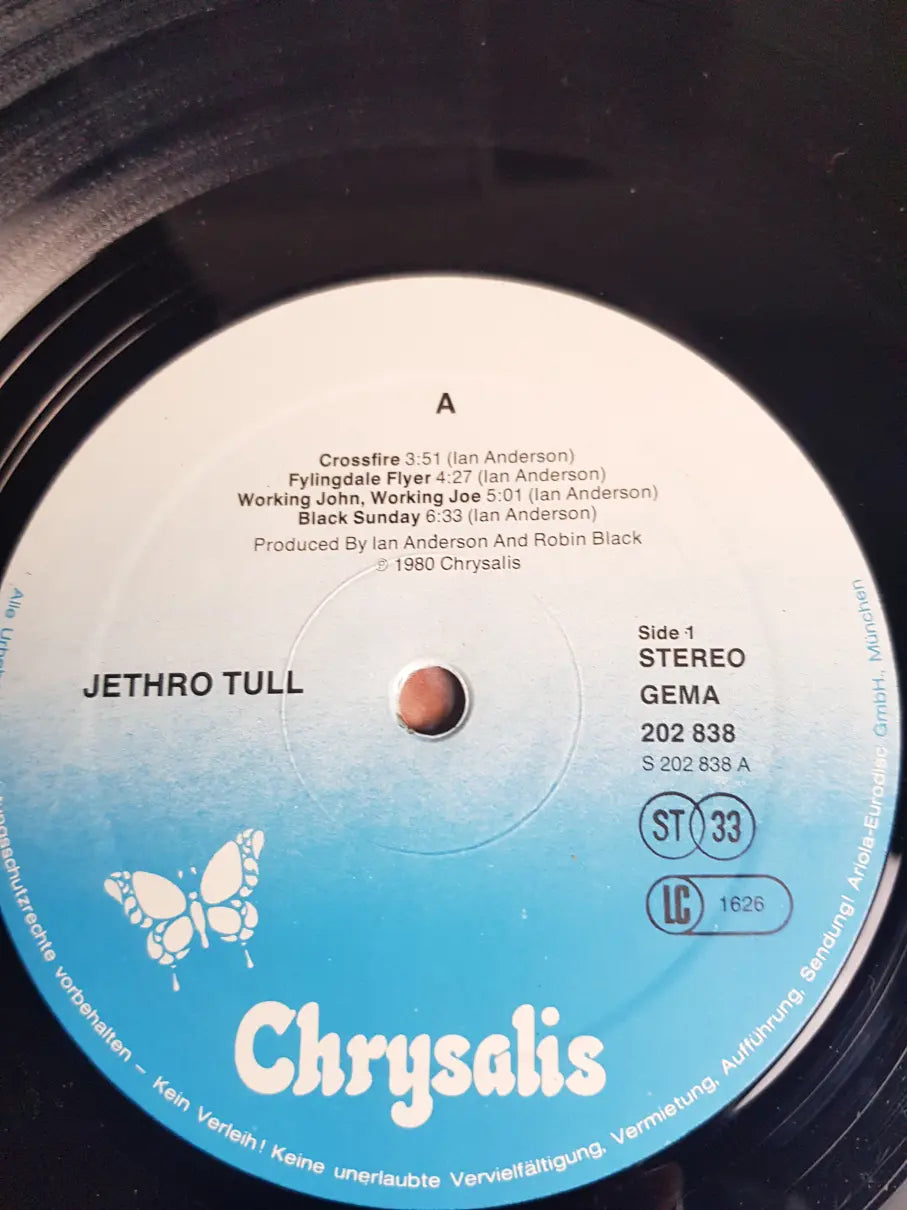 A
Crossfire 3:51 (Ian Anderson)
Fylingdale Flyer 4:27 (Ian Anderson)
Working John, Working Joe 5:01 (Ian Anderson)
Black Sunday 6:33 (Ian Anderson)
Produced By Ian Anderson And Robin Black
℗ 1980 Chrysalis
JETHRO TULL
Side 1
STEREO
GEMA
202 838
S 202 838 A
ST 33
LC 1626
Chrysalis
Alle
vorbehalten – Kein Verleih! Keine unerlaubte Vervielfältigung, Vermietung, Aufführung, Sendung! Ariola-Eurodisc GmbH., München